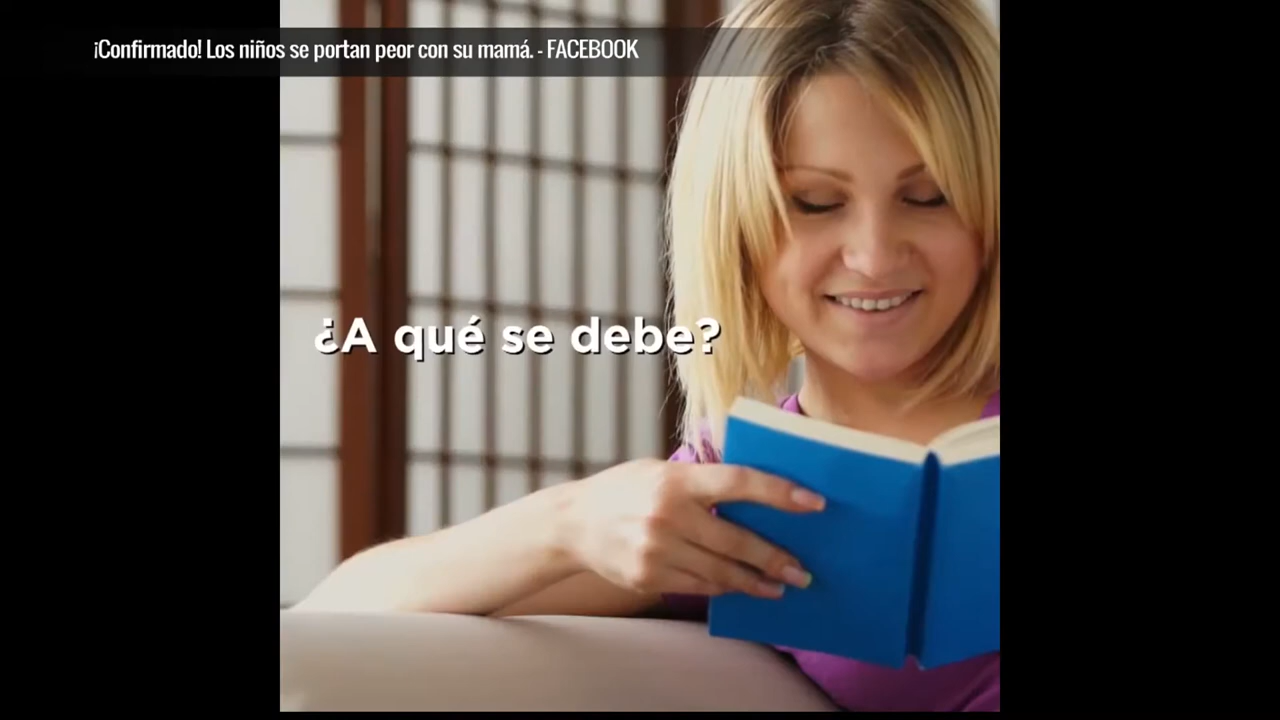 ¡Confirmado! Los niños se portan peor con su mamá. - FACEBOOK
¿A qué se debe?